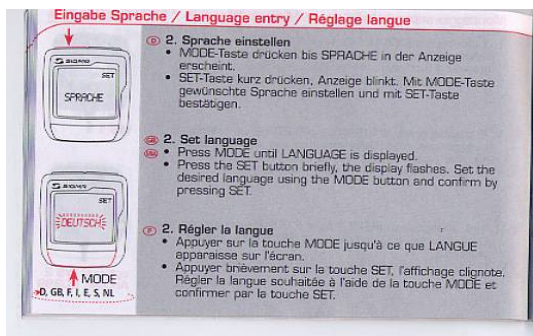 Eingabe Sprache / Language entry / Réglage langue
SIGMA
SET
SPRACHE
D 2. Sprache einstellen
• MODE-Taste drücken bis SPRACHE in der Anzeige
erscheint.
• SET-Taste kurz drücken, Anzeige blinkt. Mit MODE-Taste
gewünschte Sprache einstellen und mit SET-Taste
bestätigen.
GB 2. Set language
USA • Press MODE until LANGUAGE is displayed.
• Press the SET button briefly, the display flashes. Set the
desired language using the MODE button and confirm by
pressing SET.
SIGMA
SET
DEUTSCH
MODE
D, GB, F, I, E, S, NL
F 2. Régler la langue
• Appuyer sur la touche MODE jusqu'à ce que LANGUE
apparaisse sur l'écran.
• Appuyer brièvement sur la touche SET, l'affichage clignote.
Régler la langue souhaitée à l'aide de la touche MODE et
confirmer par la touche SET.